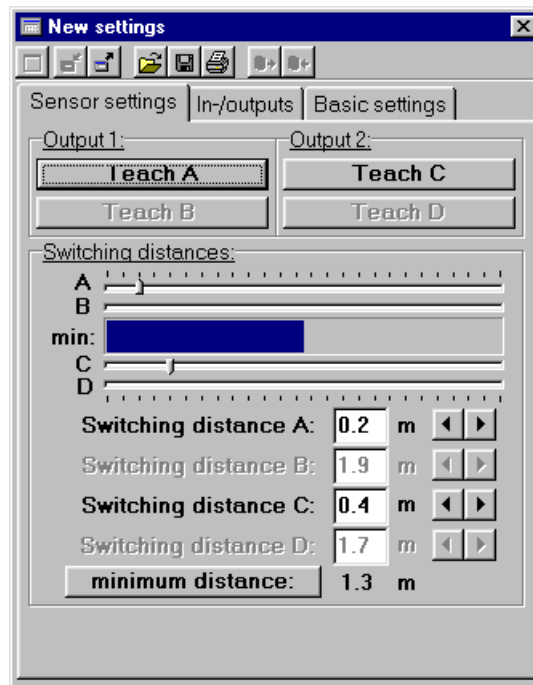 New settings
Sensor settings In-/outputs Basic settings
Output 1: Output 2:
Teach A Teach C
Teach B Teach D
Switching distances:
A
B
min:
C
D
Switching distance A: 0.2 m
Switching distance B: 1.9 m
Switching distance C: 0.4 m
Switching distance D: 1.7 m
minimum distance: 1.3 m